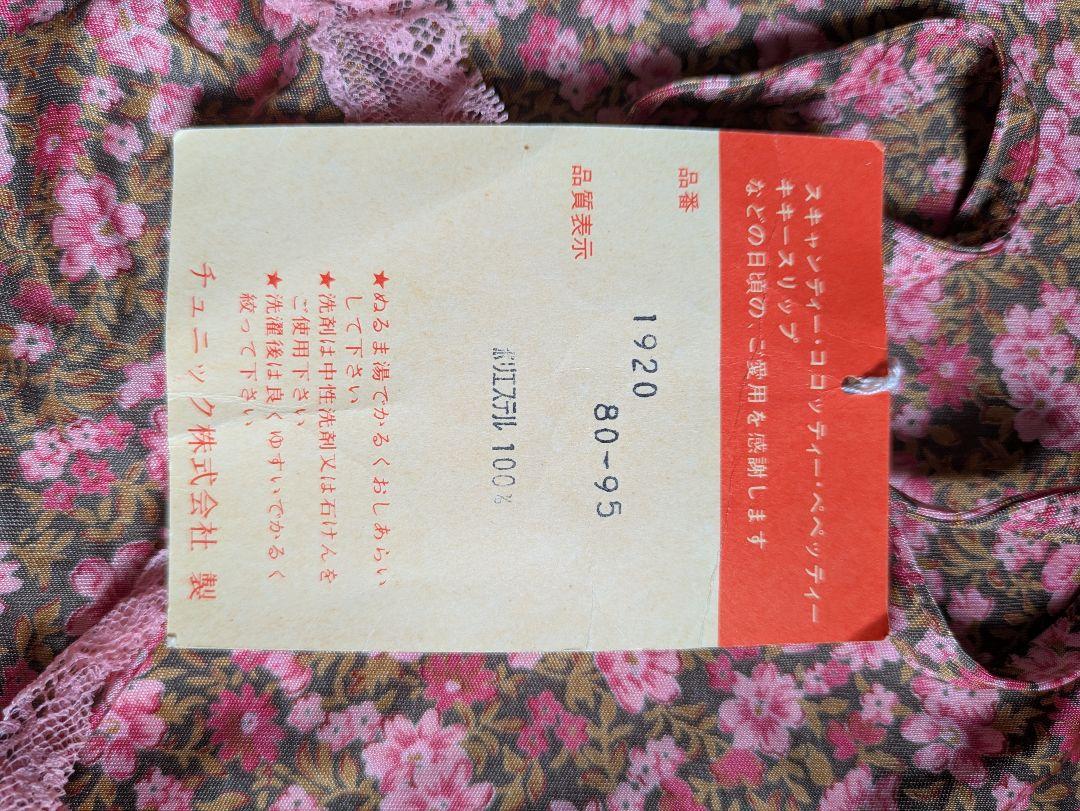 スキャンティー・ココッティー・ペペッティー
キキースリップ
などの日頃の、ご愛用を感謝します
品番
1920
80-95
品質表示
ポリエステル 100%
★ぬるま湯でかるくおしあらい
して下さい
★洗剤は中性洗剤又は石けんを
ご使用下さい
★洗濯後は良くゆすいでかるく
絞って下さい
チュニック株式会社 製